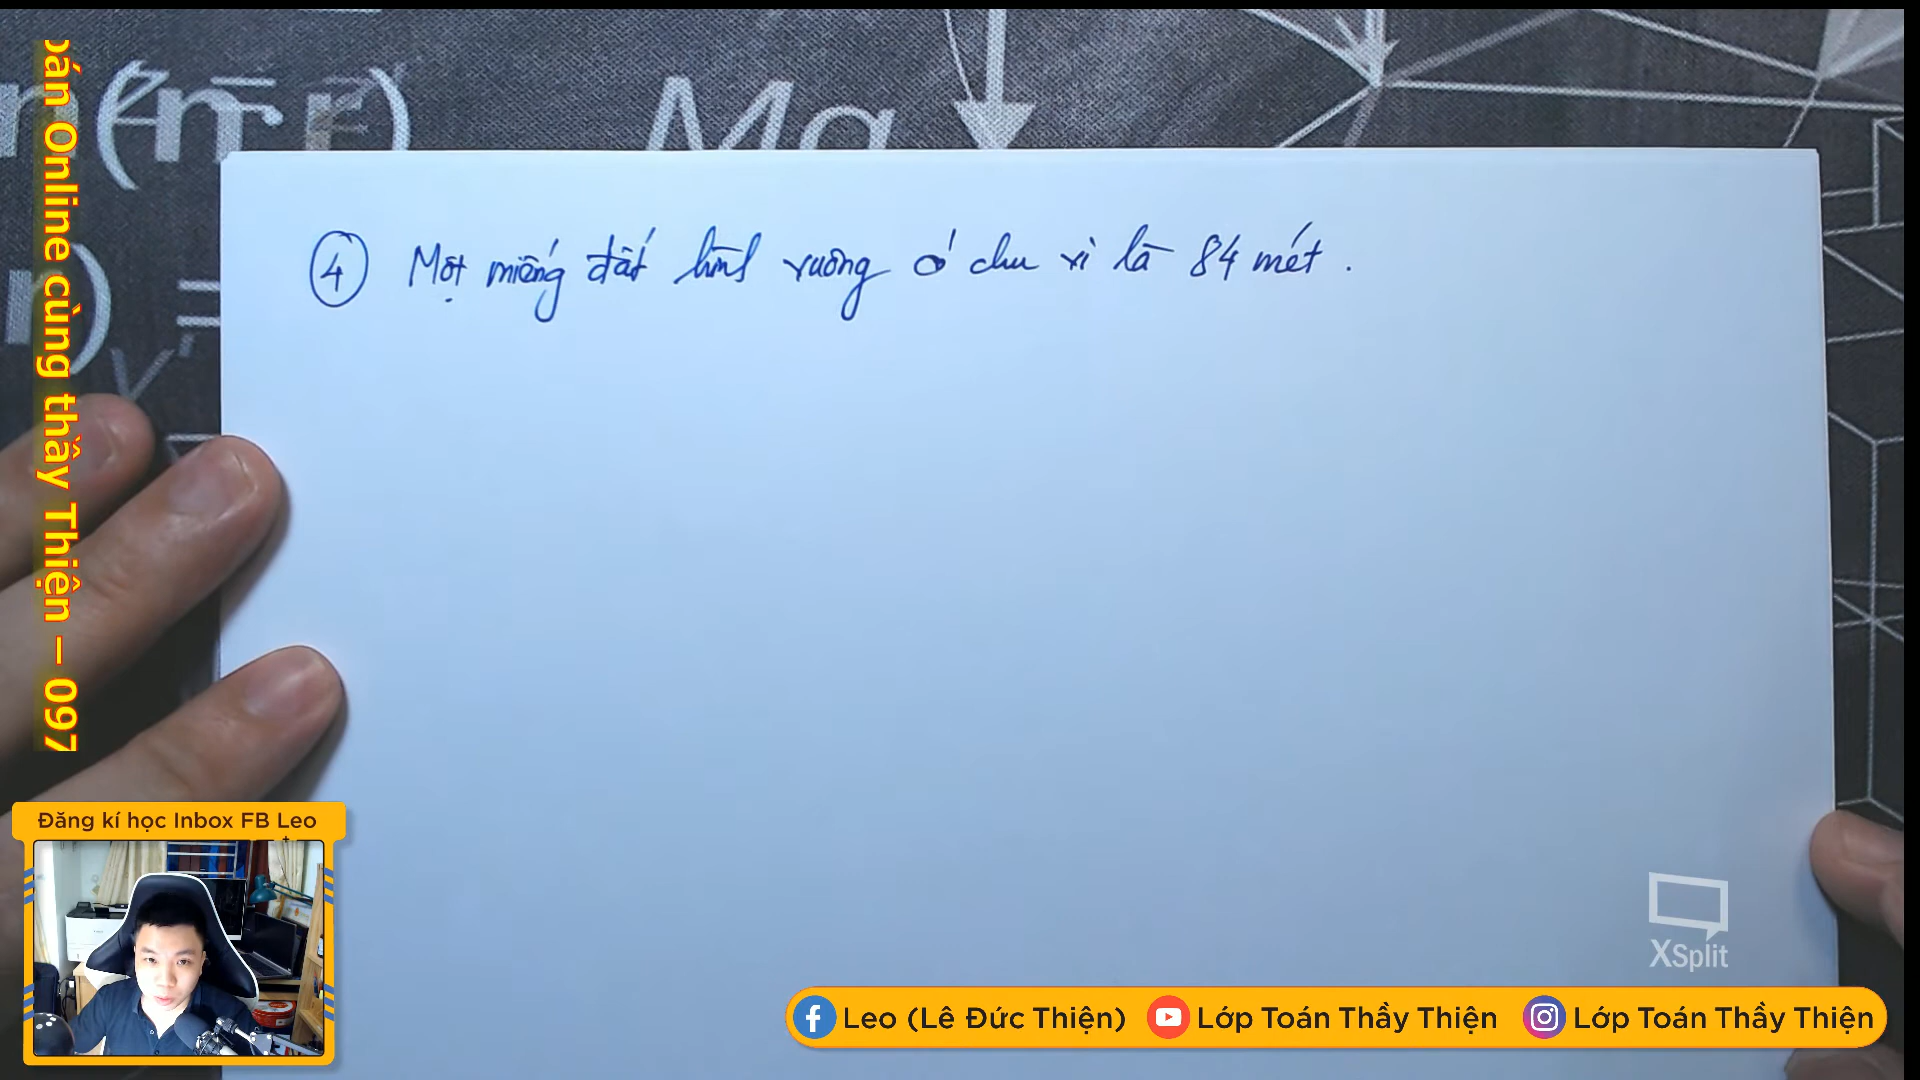 n(n-r)
Mg
r) =
oán Online cùng thầy Thiện – 097
④ Một miếng đất hình vuông có chu vi là 84 mét.
Đăng kí học Inbox FB Leo
XSplit
Leo (Lê Đức Thiện) Lớp Toán Thầy Thiện Lớp Toán Thầy Thiện